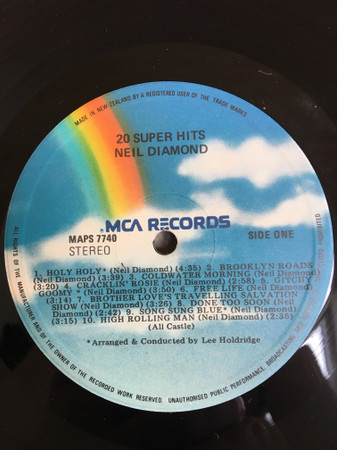 MADE IN NEW ZEALAND BY A REGISTERED USER OF THE TRADE MARKS
20 SUPER HITS
NEIL DIAMOND
MCA RECORDS
MAPS 7740 SIDE ONE
STEREO
1. HOLY HOLY* (Neil Diamond) (4:35) 2. BROOKLYN ROADS
(Neil Diamond) (3:39) 3. COLDWATER MORNING (Neil Diamond)
(3:20) 4. CRACKLIN' ROSIE (Neil Diamond) (2:58) 5. GITCHY
GOOMY * (Neil Diamond) (3:50) 6. FREE LIFE (Neil Diamond)
(3:14) 7. BROTHER LOVE'S TRAVELLING SALVATION
SHOW (Neil Diamond) (3:26) 8. DONE TOO SOON (Neil Diamond)
(2:42) 9. SONG SUNG BLUE* (Neil Diamond)
(3:15) 10. HIGH ROLLING MAN (Neil Diamond) (2:35)
(All Castle)
*Arranged & Conducted by Lee Holdridge
ALL RIGHTS OF THE MANUFACTURER AND OF THE OWNER OF THE RECORDED WORK RESERVED. UNAUTHORISED PUBLIC PERFORMANCE, BROADCASTING PROHIBITED